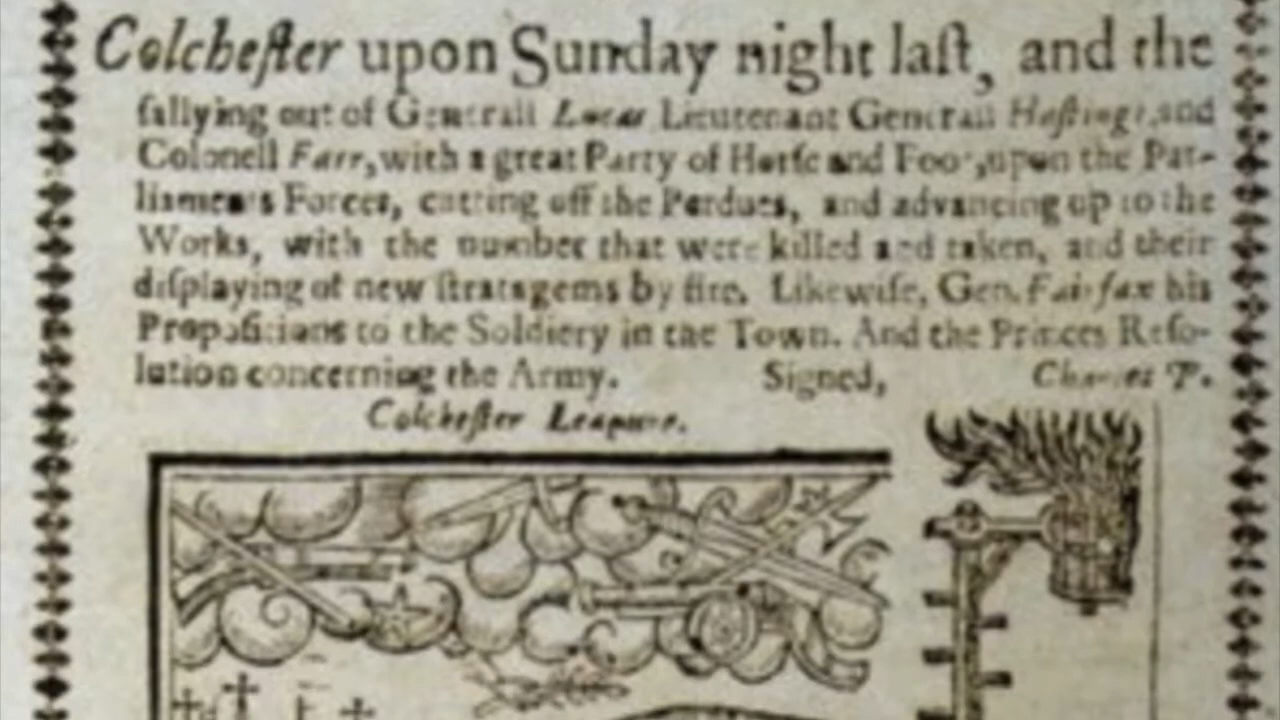 Colcheſter upon Sunday night laſt, and the
ſallying out of Generall Lucas Lieutenant Generall Haſtings, and
Colonell Farr, with a great Party of Horſe and Foot, upon the Par-
liaments Forces, cutting off the Perdues, and advancing up to the
Works, with the number that were killed and taken, and their
diſplaying of new ſtratagems by fire. Likewiſe, Gen. Fairfax his
Propoſitions to the Soldiery in the Town. And the Princes Reſo-
lution concerning the Army. Signed, Charles P.
Colcheſter Leagure.